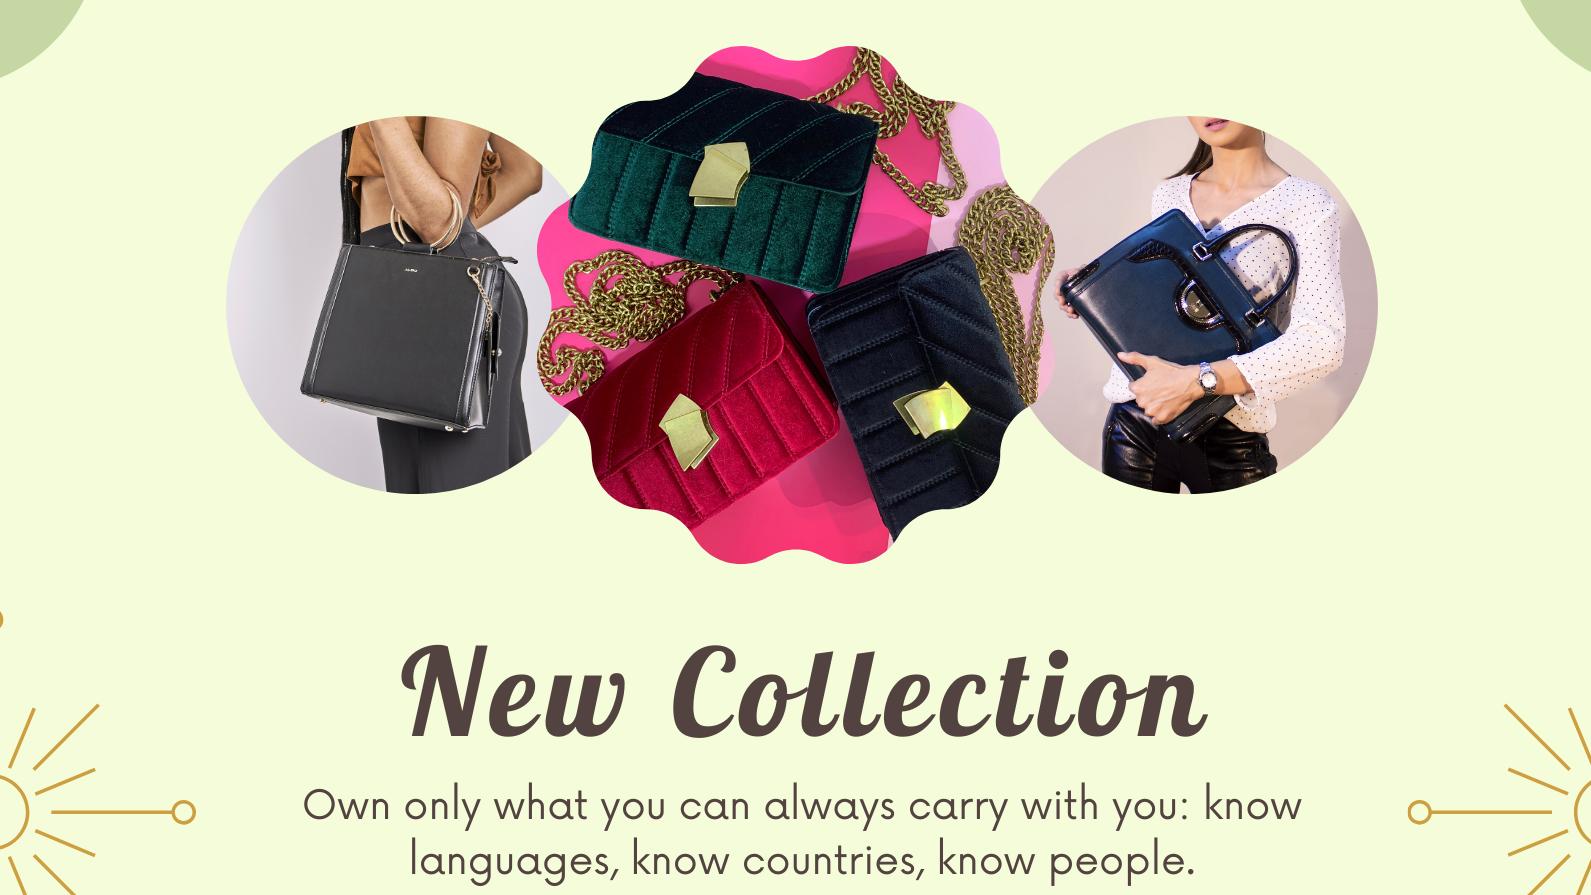 New Collection
Own only what you can always carry with you: know
languages, know countries, know people.